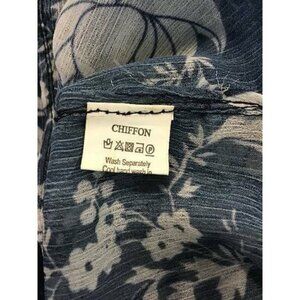 CHIFFON
Wash Separately
Cool hand wash in